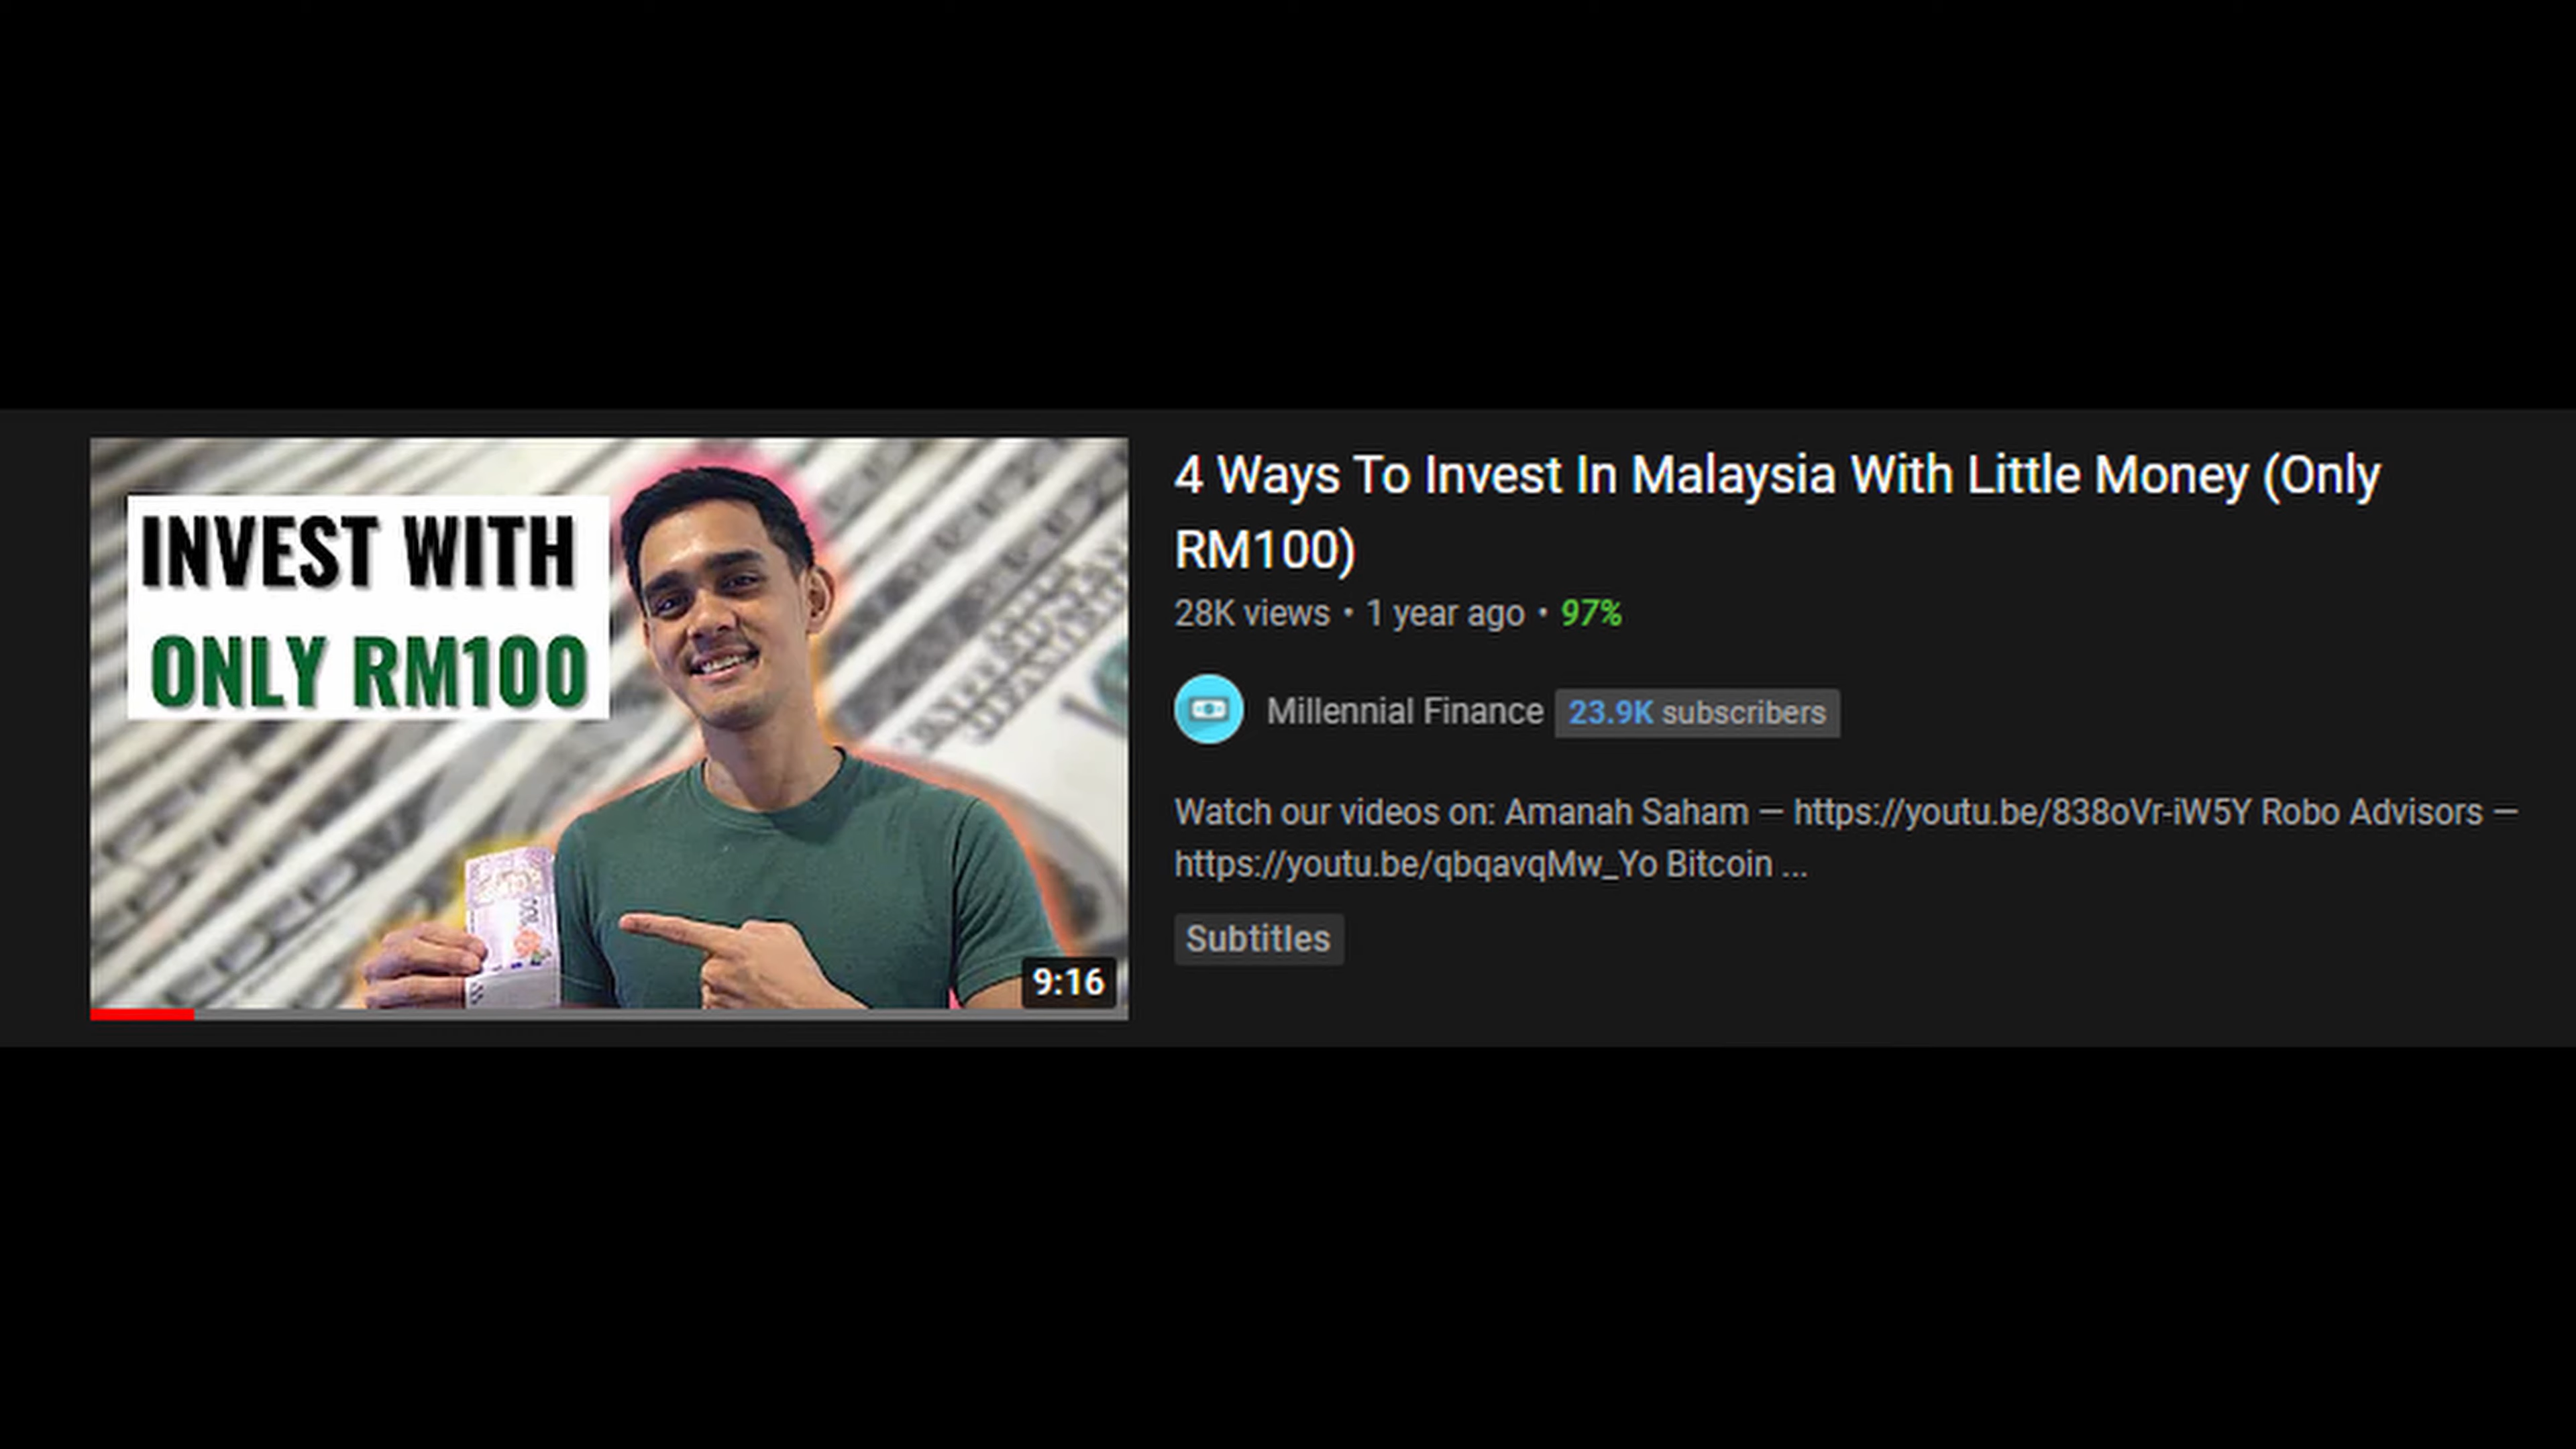 INVEST WITH
ONLY RM100
9:16
4 Ways To Invest In Malaysia With Little Money (Only
RM100)
28K views • 1 year ago • 97%
Millennial Finance 23.9K subscribers
Watch our videos on: Amanah Saham — https://youtu.be/838oVr-iW5Y Robo Advisors —
https://youtu.be/qbqavqMw_Yo Bitcoin ...
Subtitles